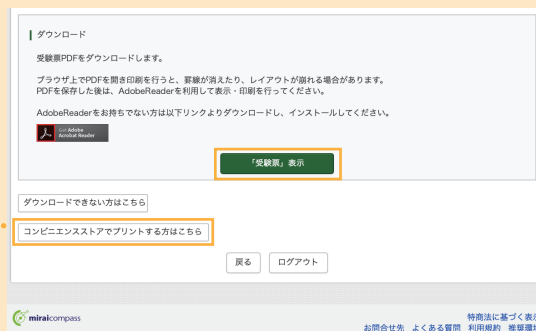 ダウンロード
受験票PDFをダウンロードします。
ブラウザ上でPDFを開き印刷を行うと、罫線が消えたり、レイアウトが崩れる場合があります。
PDFを保存した後は、AdobeReaderを利用して表示・印刷を行ってください。
AdobeReaderをお持ちでない方は以下リンクよりダウンロードし、インストールしてください。
Get Adobe
Acrobat Reader
「受験票」表示
ダウンロードできない方はこちら
コンビニエンスストアでプリントする方はこちら
戻る ログアウト
miraicompass
特商法に基づく表示
お問合せ先 よくある質問 利用規約 推奨環境